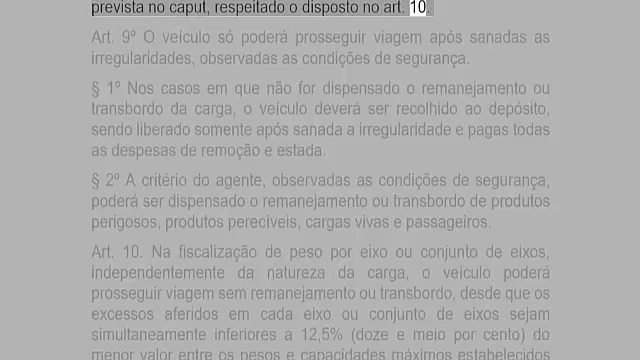 prevista no caput, respeitado o disposto no art. 10.
Art. 9º O veículo só poderá prosseguir viagem após sanadas as
irregularidades, observadas as condições de segurança.
§ 1º Nos casos em que não for dispensado o remanejamento ou
transbordo da carga, o veículo deverá ser recolhido ao depósito,
sendo liberado somente após sanada a irregularidade e pagas todas
as despesas de remoção e estada.
§ 2º A critério do agente, observadas as condições de segurança,
poderá ser dispensado o remanejamento ou transbordo de produtos
perigosos, produtos perecíveis, cargas vivas e passageiros.
Art. 10. Na fiscalização de peso por eixo ou conjunto de eixos,
independentemente da natureza da carga, o veículo poderá
prosseguir viagem sem remanejamento ou transbordo, desde que os
excessos aferidos em cada eixo ou conjunto de eixos sejam
simultaneamente inferiores a 12,5% (doze e meio por cento) do
menor valor entre os pesos e capacidades máximos estabelecidos